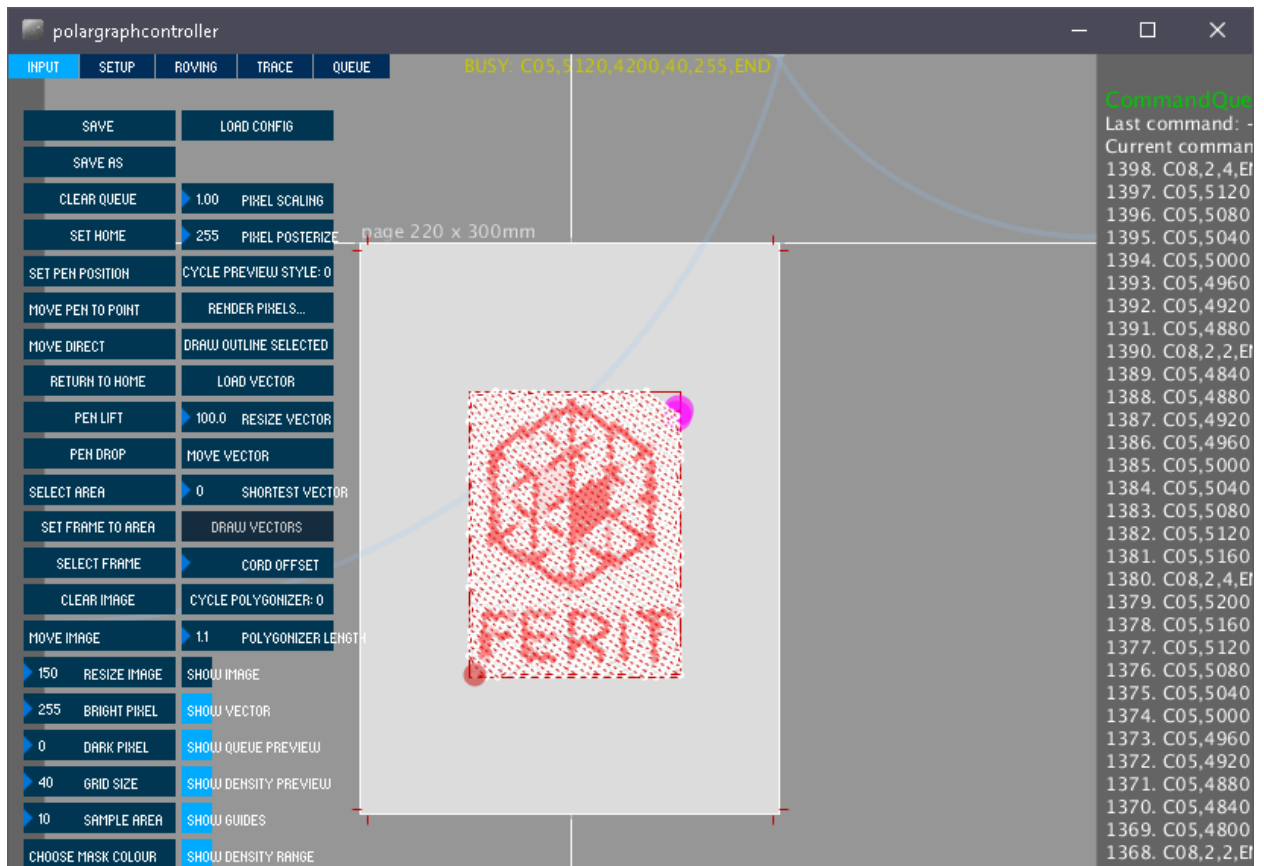 polargraphcontroller
INPUT SETUP ROVING TRACE QUEUE
BUSY: C05,5120,4200,40,255,END
SAVE LOAD CONFIG
SAVE AS
CLEAR QUEUE 1.00 PIXEL SCALING
SET HOME 255 PIXEL POSTERIZE
page 220 x 300mm
SET PEN POSITION CYCLE PREVIEW STYLE: 0
MOVE PEN TO POINT RENDER PIXELS...
MOVE DIRECT DRAW OUTLINE SELECTED
RETURN TO HOME LOAD VECTOR
PEN LIFT 100.0 RESIZE VECTOR
PEN DROP MOVE VECTOR
SELECT AREA 0 SHORTEST VECTOR
SET FRAME TO AREA DRAW VECTORS
SELECT FRAME CORD OFFSET
CLEAR IMAGE CYCLE POLYGONIZER: 0
MOVE IMAGE 1.1 POLYGONIZER LENGTH
150 RESIZE IMAGE SHOW IMAGE
255 BRIGHT PIXEL SHOW VECTOR
0 DARK PIXEL SHOW QUEUE PREVIEW
40 GRID SIZE SHOW DENSITY PREVIEW
10 SAMPLE AREA SHOW GUIDES
CHOOSE MASK COLOUR SHOW DENSITY RANGE
FERIT
CommandQue
Last command: -
Current comman
1398. C08,2,4,EN
1397. C05,5120
1396. C05,5080
1395. C05,5040
1394. C05,5000
1393. C05,4960
1392. C05,4920
1391. C05,4880
1390. C08,2,2,EN
1389. C05,4840
1388. C05,4880
1387. C05,4920
1386. C05,4960
1385. C05,5000
1384. C05,5040
1383. C05,5080
1382. C05,5120
1381. C05,5160
1380. C08,2,4,EN
1379. C05,5200
1378. C05,5160
1377. C05,5120
1376. C05,5080
1375. C05,5040
1374. C05,5000
1373. C05,4960
1372. C05,4920
1371. C05,4880
1370. C05,4840
1369. C05,4800
1368. C08,2,2,EN